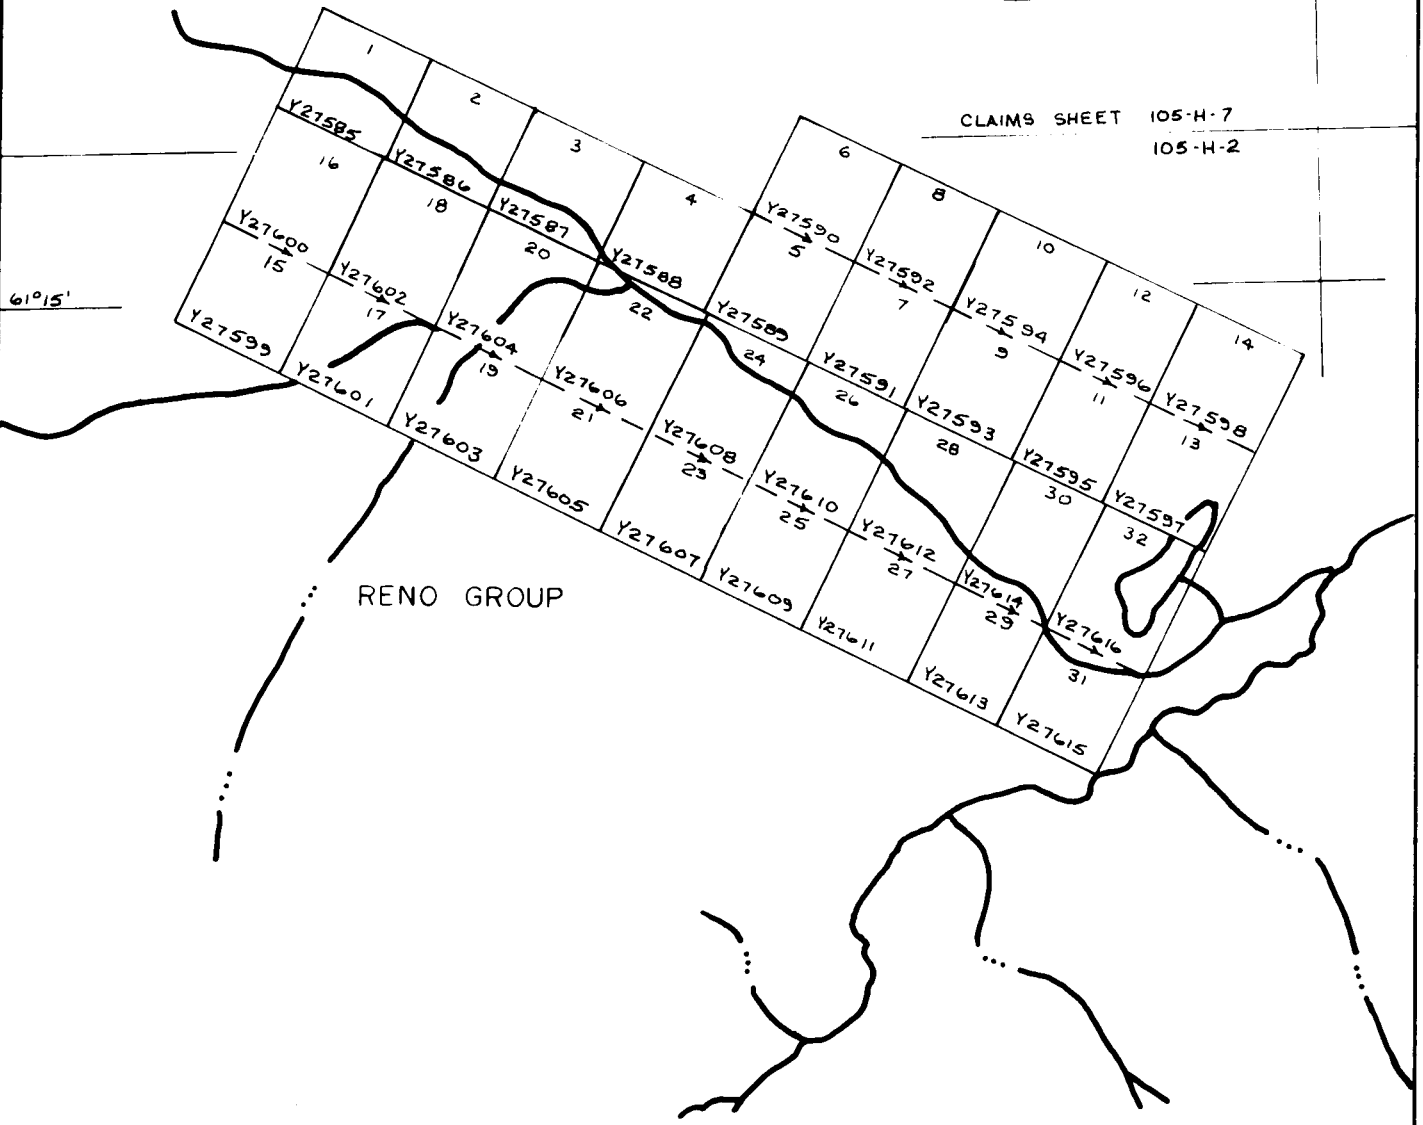 1
2
3
4
6
8
10
12
14
CLAIMS SHEET 105-H-7
105-H-2
Y27585
Y27586
Y27587
Y27588
Y27589
Y27590
5
Y27592
7
Y27594
9
Y27596
11
Y27598
13
Y27591
Y27593
Y27595
Y27597
16
18
20
22
24
26
28
30
32
61°15'
Y27600
15
Y27602
17
Y27604
19
Y27606
21
Y27608
23
Y27610
25
Y27612
27
Y27614
29
Y27616
31
Y27599
Y27601
Y27603
Y27605
Y27607
Y27609
Y27611
Y27613
Y27615
RENO GROUP